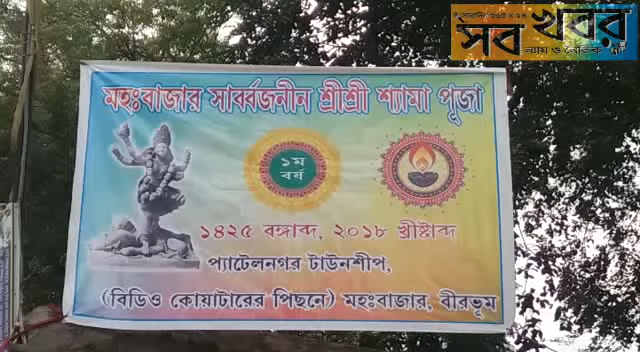 সব খবর
মহঃবাজার সার্ব্বজনীন শ্রীশ্রী শ্যামা পূজা
১ম
বর্ষ
১৪২৫ বঙ্গাব্দ, ২০১৮ খ্রীষ্টাব্দ
প্যাটেলনগর টাউনশীপ,
(বিডিও কোয়াটারের পিছনে) মহঃবাজার, বীরভূম